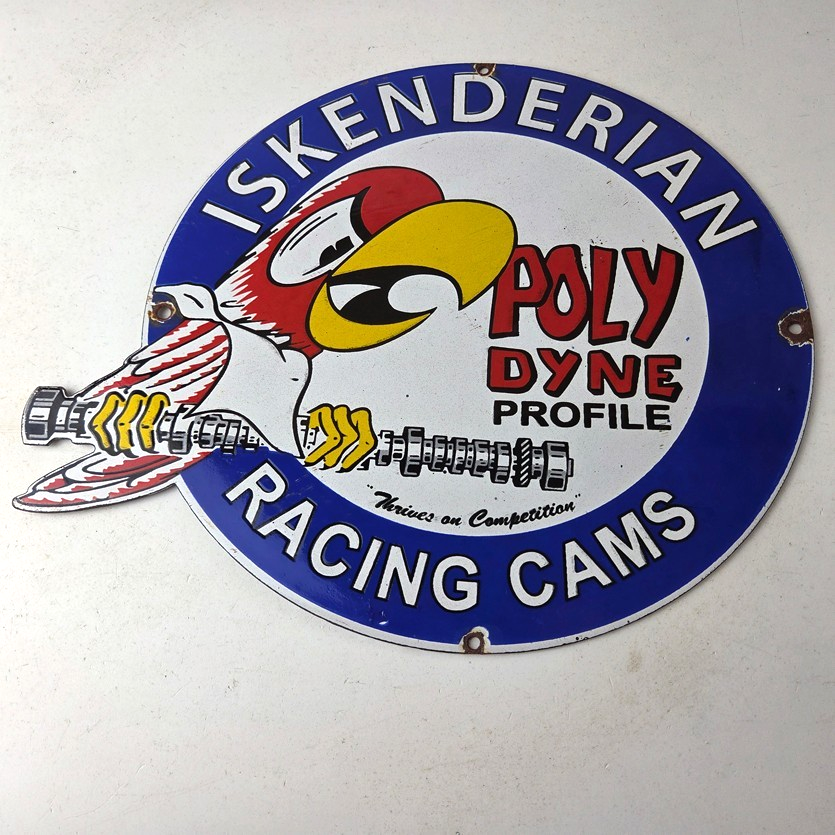 ISKENDERIAN
POLY
DYNE
PROFILE
"Thrives on Competition"
RACING CAMS